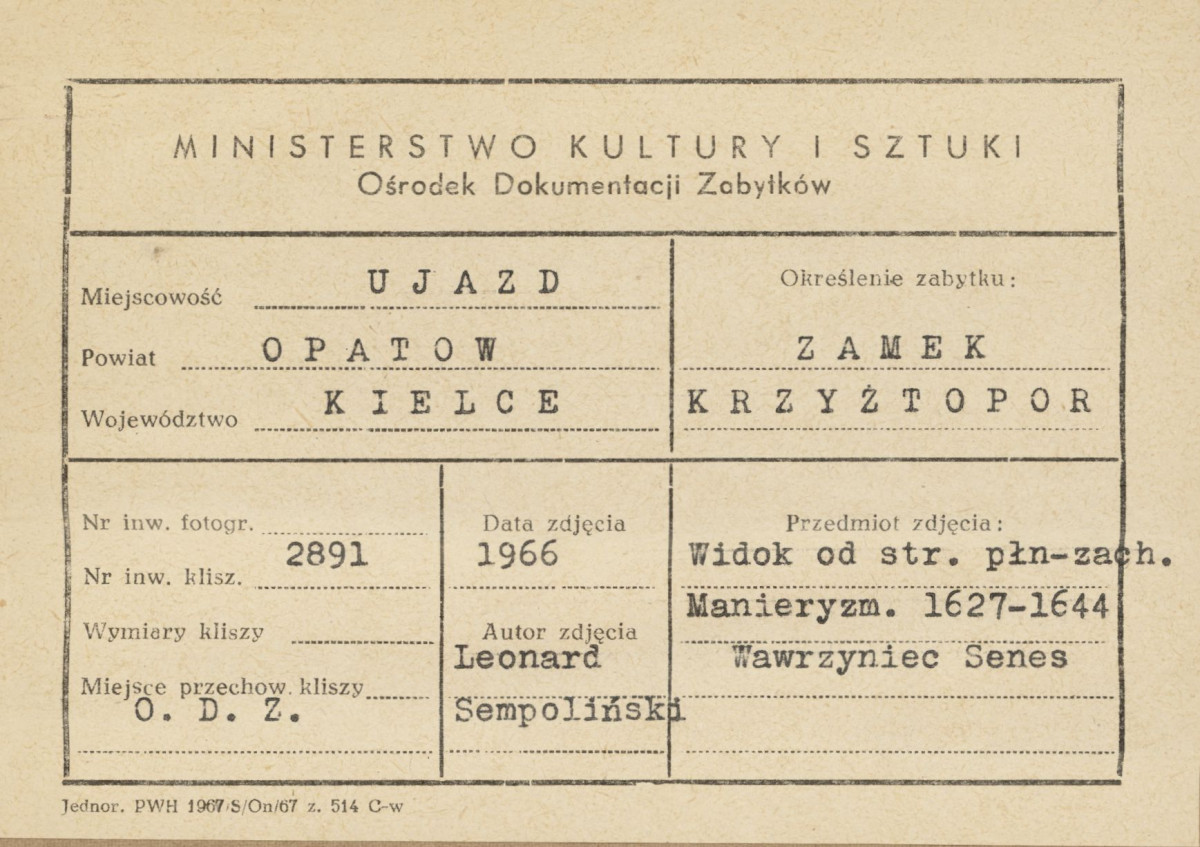 MINISTERSTWO KULTURY I SZTUKI
Ośrodek Dokumentacji Zabytków
Miejscowość UJAZD
Powiat OPATOW
Województwo KIELCE
Określenie zabytku:
ZAMEK
KRZYŻTOPOR
Nr inw. fotogr.
2891
Nr inw. klisz.
Wymiary kliszy
Miejsce przechow. kliszy
O. D. Z.
Data zdjęcia
1966
Autor zdjęcia
Leonard
Sempoliński
Przedmiot zdjęcia:
Widok od str. płn-zach.
Manieryzm. 1627-1644
Wawrzyniec Senes
Jednor. PWH 1967/S/On/67 z. 514 C-w